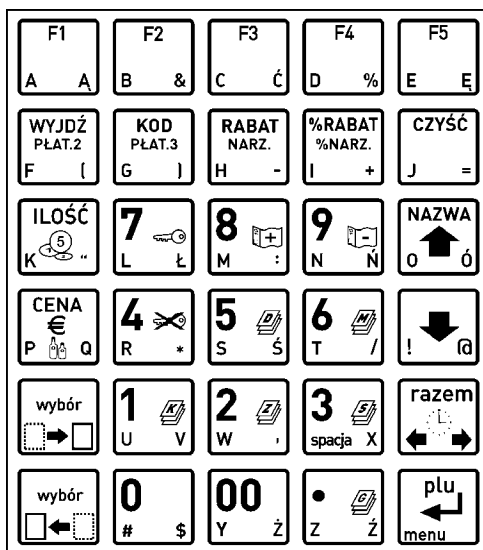 F1 F2 F3 F4 F5
A Ą B & C Ć D % E Ę
WYJDŹ KOD RABAT %RABAT CZYŚĆ
PŁAT.2 PŁAT.3 NARZ. %NARZ.
F ( G ) H - I + J =
ILOŚĆ 7 8 9 NAZWA
5 + -
K “ L Ł M : N Ń O Ó
CENA 4 5 6
€ D M
P Q R * S Ś T / ! @
wybór 1 2 3 razem
K Z S
U V W , spacja X
wybór 0 00 • plu
G
# $ Y Ż Z Ź menu